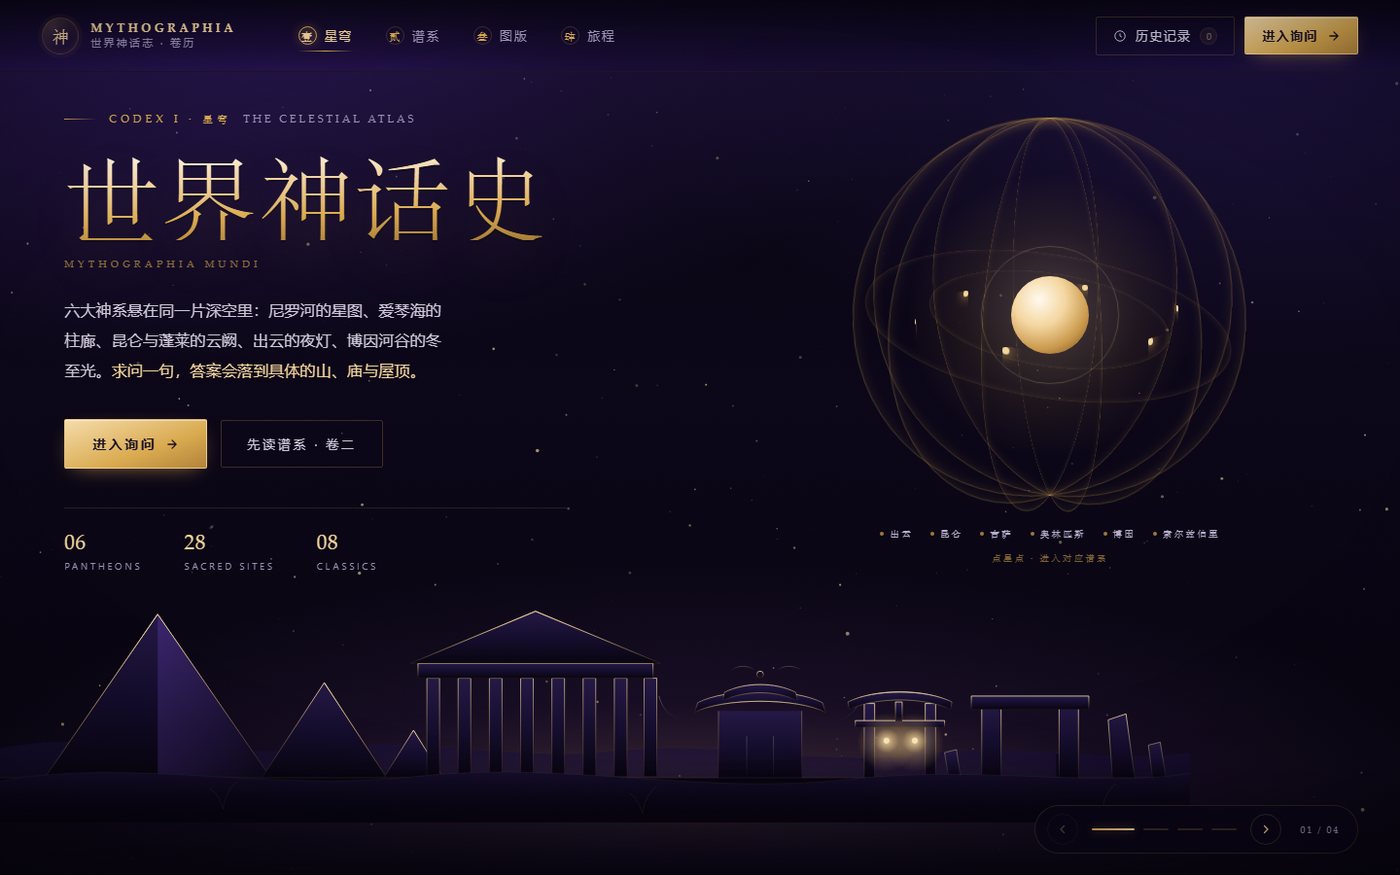 神
MYTHOGRAPHIA
世界神话志 · 卷历
壹 星穹
贰 谱系
叁 图版
肆 旅程
历史记录 0
进入询问 →
CODEX I · 星穹 THE CELESTIAL ATLAS
世界神话史
MYTHOGRAPHIA MUNDI
六大神系悬在同一片深空里：尼罗河的星图、爱琴海的
柱廊、昆仑与蓬莱的云阙、出云的夜灯、博因河谷的冬
至光。求问一句，答案会落到具体的山、庙与屋顶。
进入询问 →
先读谱系 · 卷二
06
PANTHEONS
28
SACRED SITES
08
CLASSICS
出云
昆仑
吉萨
奥林匹斯
博因
索尔兹伯里
点星点 · 进入对应谱系
01 / 04